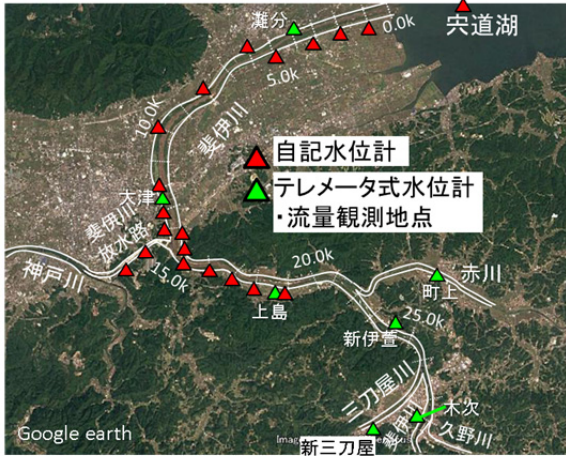 灘分
宍道湖
0.0k
5.0k
10.0k
斐伊川
自記水位計
テレメータ式水位計
・流量観測地点
大津
斐伊川
放水路
神戸川
15.0k
20.0k
赤川
町上
上島
25.0k
新伊萱
三刀屋川
斐伊川
木次
久野川
新三刀屋
Google earth